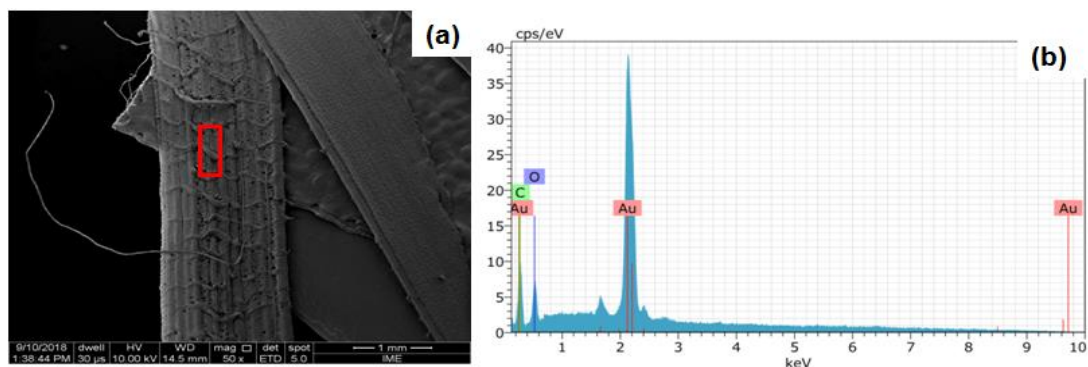 (a)
9/10/2018 dwell HV WD mag □ det spot 1 mm
1:38:44 PM 30 µs 10.00 kV 14.5 mm 50 x ETD 5.0 IME
cps/eV
(b)
40
35
30
25
20
15
10
5
0
C
O
Au
Au
Au
1 2 3 4 5 6 7 8 9 10
keV